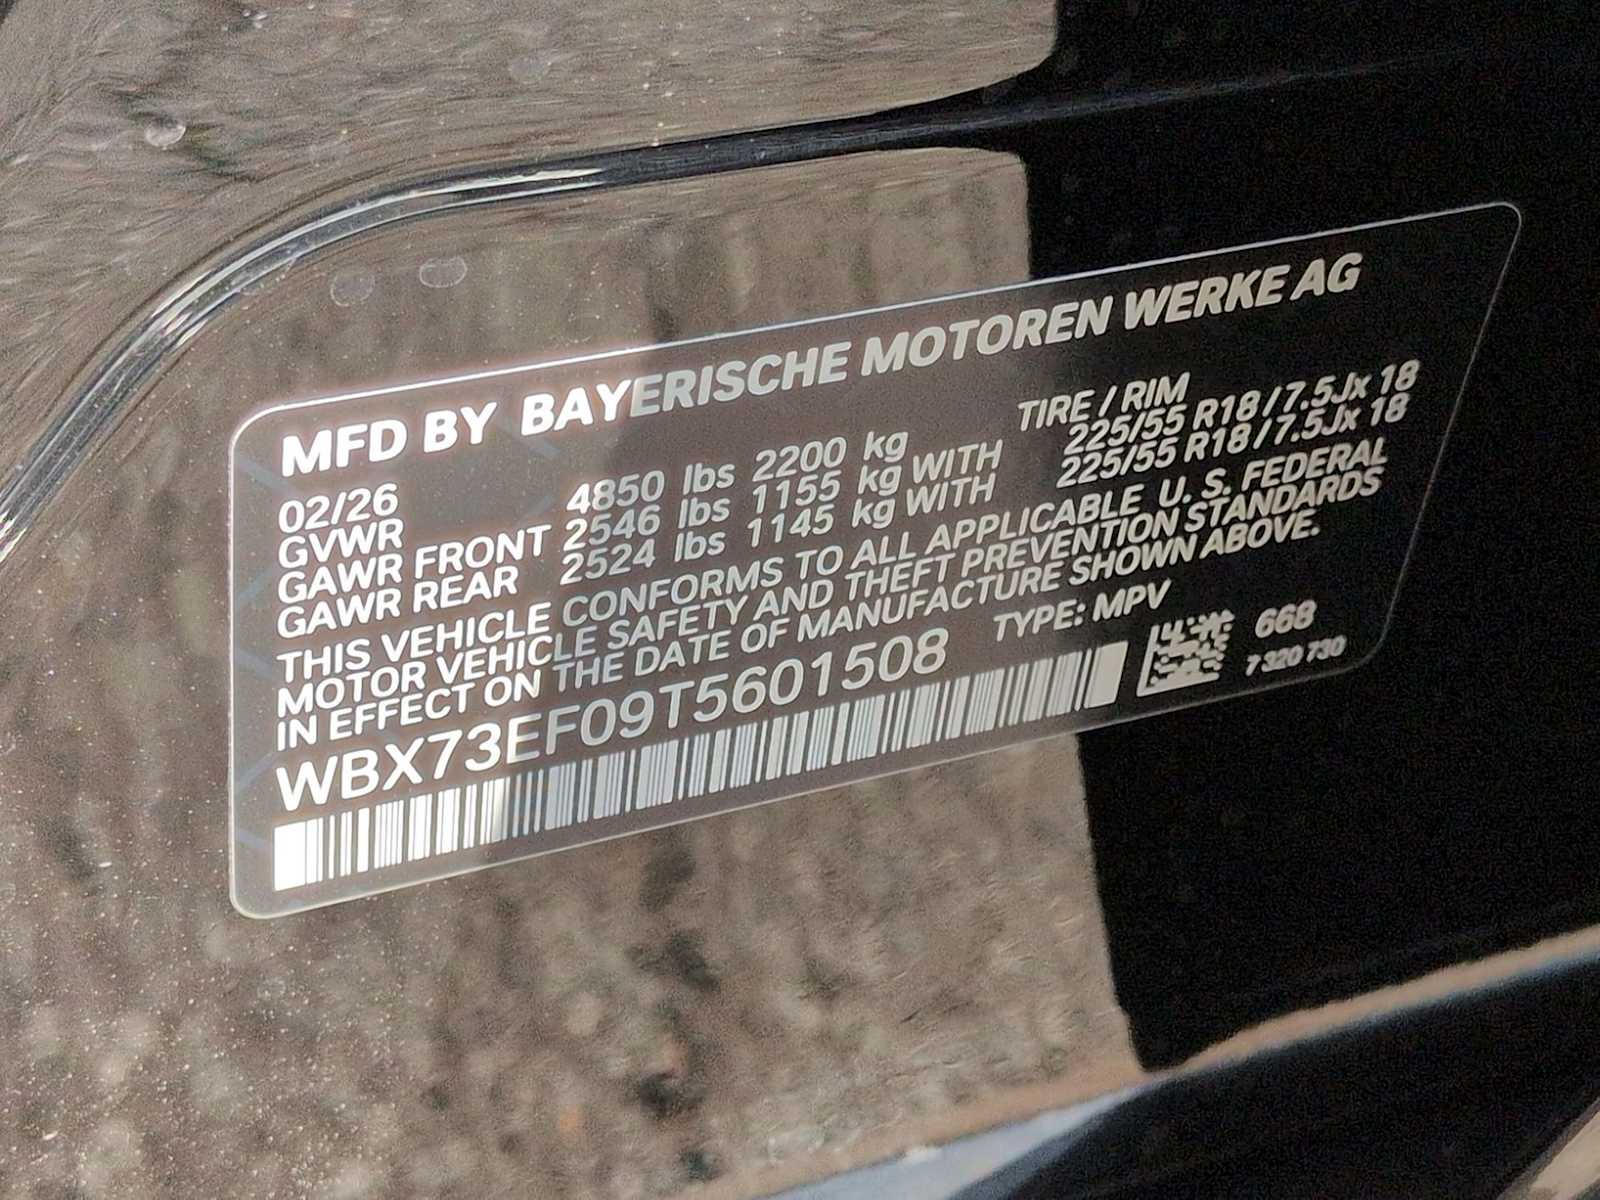 MFD BY BAYERISCHE MOTOREN WERKE AG
02/26 TIRE / RIM
GVWR 4850 lbs 2200 kg
GAWR FRONT 2546 lbs 1155 kg WITH 225/55 R18 / 7.5Jx 18
GAWR REAR 2524 lbs 1145 kg WITH 225/55 R18 / 7.5Jx 18
THIS VEHICLE CONFORMS TO ALL APPLICABLE U. S. FEDERAL
MOTOR VEHICLE SAFETY AND THEFT PREVENTION STANDARDS
IN EFFECT ON THE DATE OF MANUFACTURE SHOWN ABOVE.
WBX73EF09T5601508 TYPE: MPV 668
7 320 730